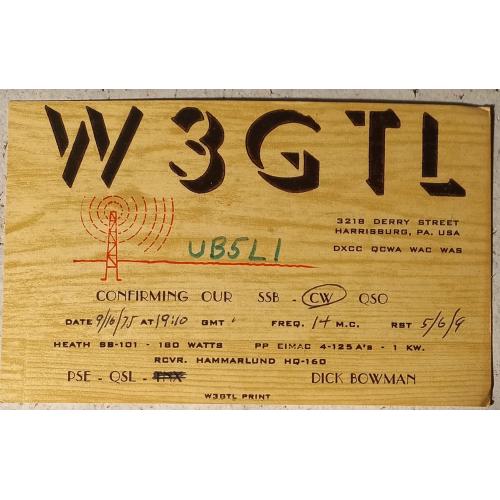 W3GTL
3218 DERRY STREET
HARRISBURG, PA. USA
DXCC QCWA WAC WAS
UB5LI
CONFIRMING OUR SSB - CW QSO
DATE 9/16/75 AT 19:10 GMT FREQ. 14 M.C. RST 5/6/9
HEATH SB-101 - 180 WATTS PP EIMAC 4-125A's - 1 KW.
RCVR. HAMMARLUND HQ-160
PSE - QSL - TNX DICK BOWMAN
W3GTL PRINT